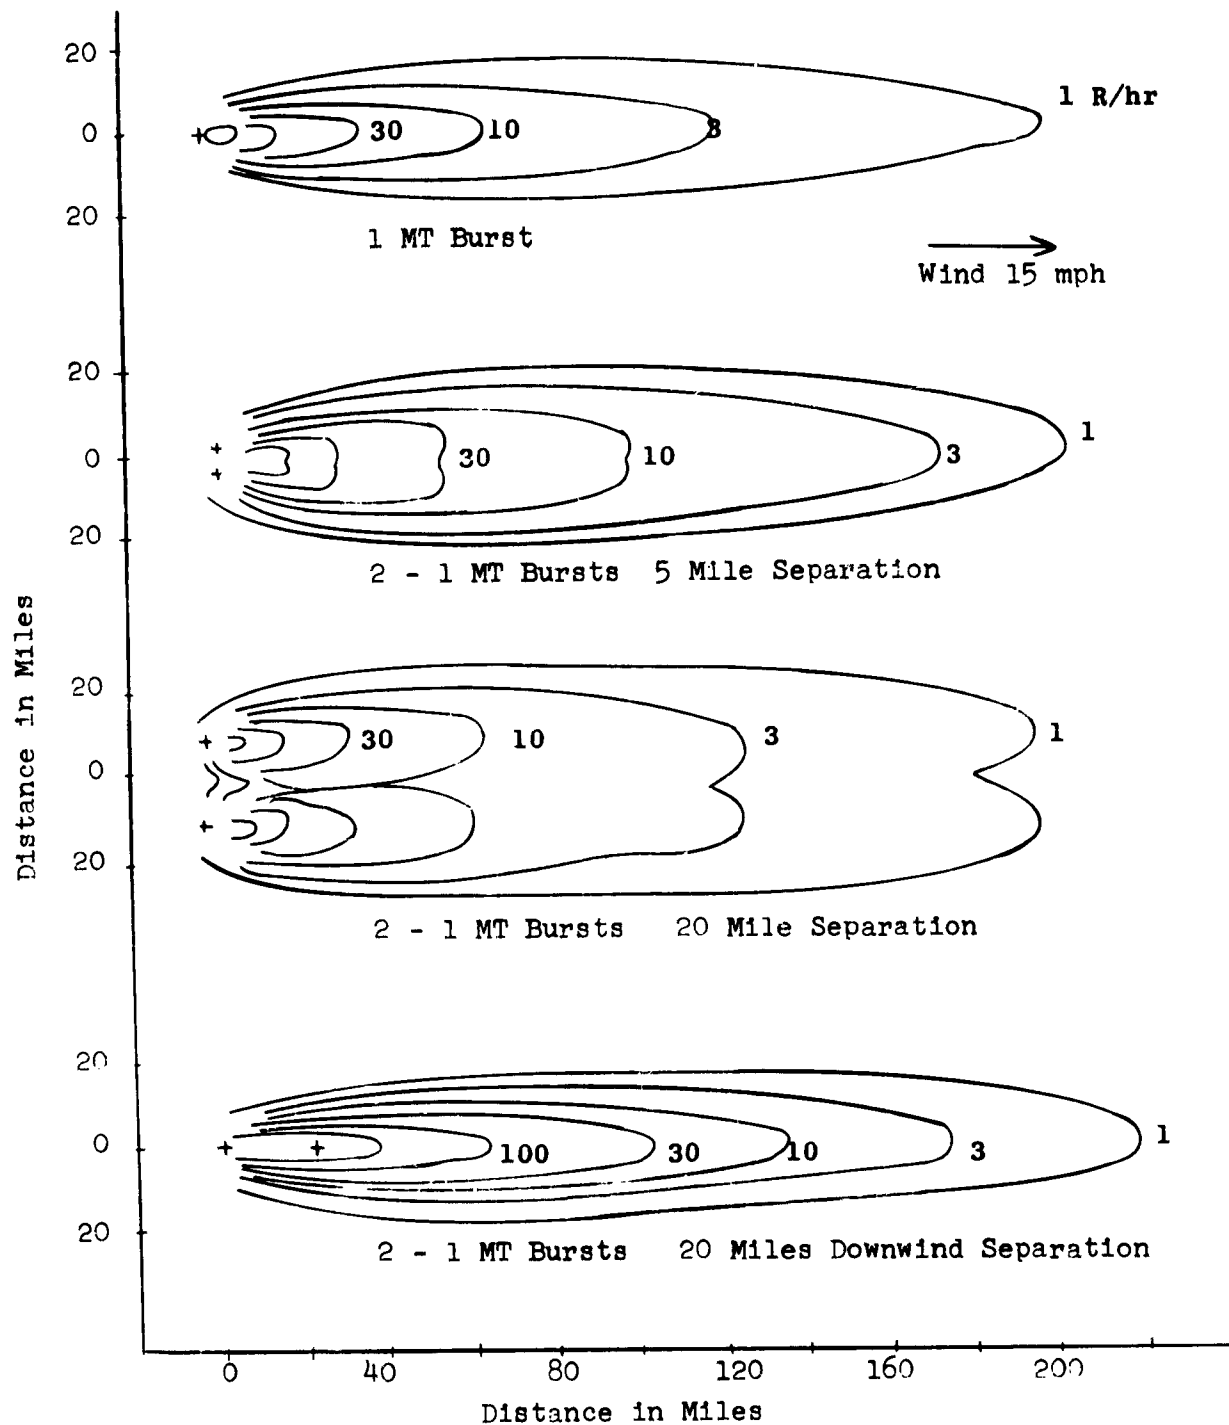 20
1 R/hr
0 30 10 3
20
1 MT Burst
Wind 15 mph
20
1
0 30 10 3
20
2 - 1 MT Bursts 5 Mile Separation
Distance in Miles
20
30 10 3 1
0
20
2 - 1 MT Bursts 20 Mile Separation
20
0 100 30 10 3 1
20
2 - 1 MT Bursts 20 Miles Downwind Separation
0 40 80 120 160 200
Distance in Miles